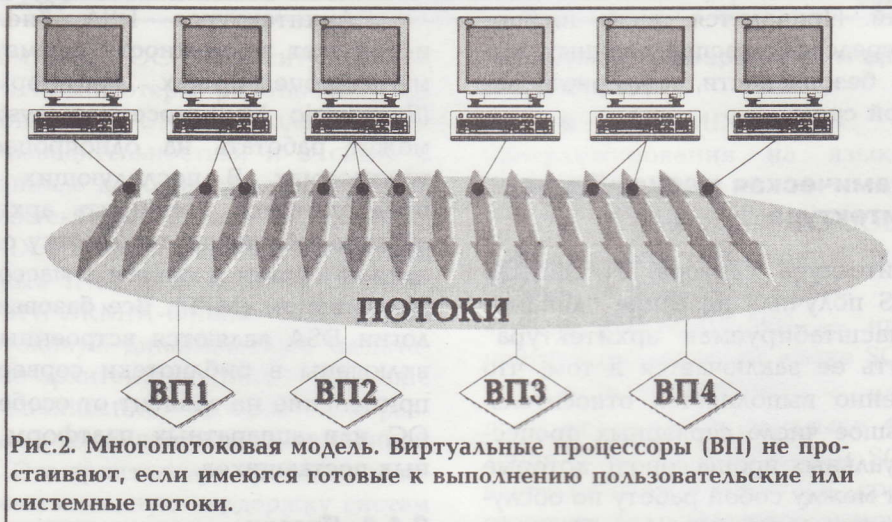 ПОТОКИ
ВП1 ВП2 ВП3 ВП4
Рис.2. Многопотоковая модель. Виртуальные процессоры (ВП) не про
стаивают, если имеются готовые к выполнению пользовательские или
системные потоки.